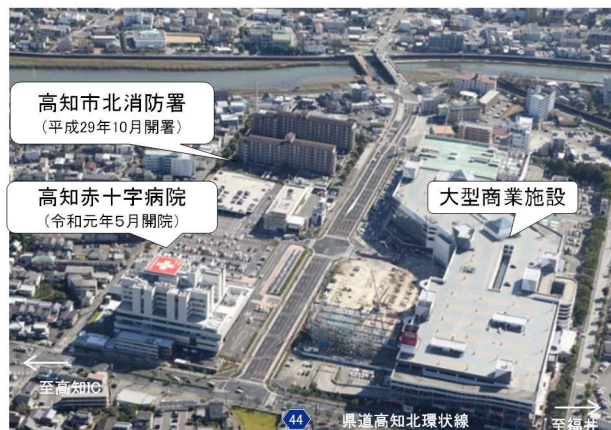 高知市北消防署
(平成29年10月開署)
高知赤十字病院
(令和元年5月開院)
大型商業施設
至高知IC
44
県道高知北環状線
至福井